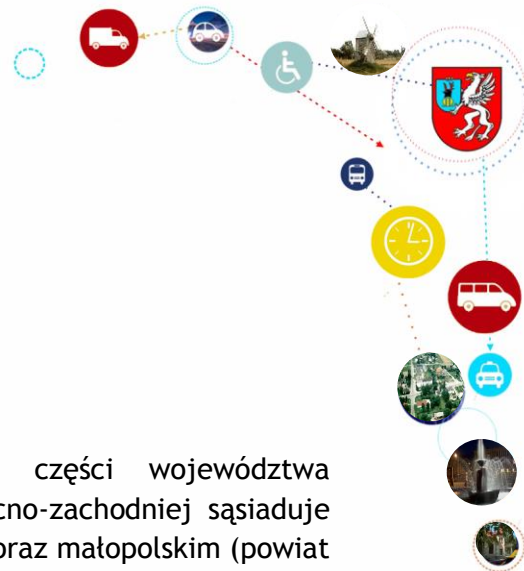 części województwa
cno-zachodniej sąsiaduje
oraz małopolskim (powiat